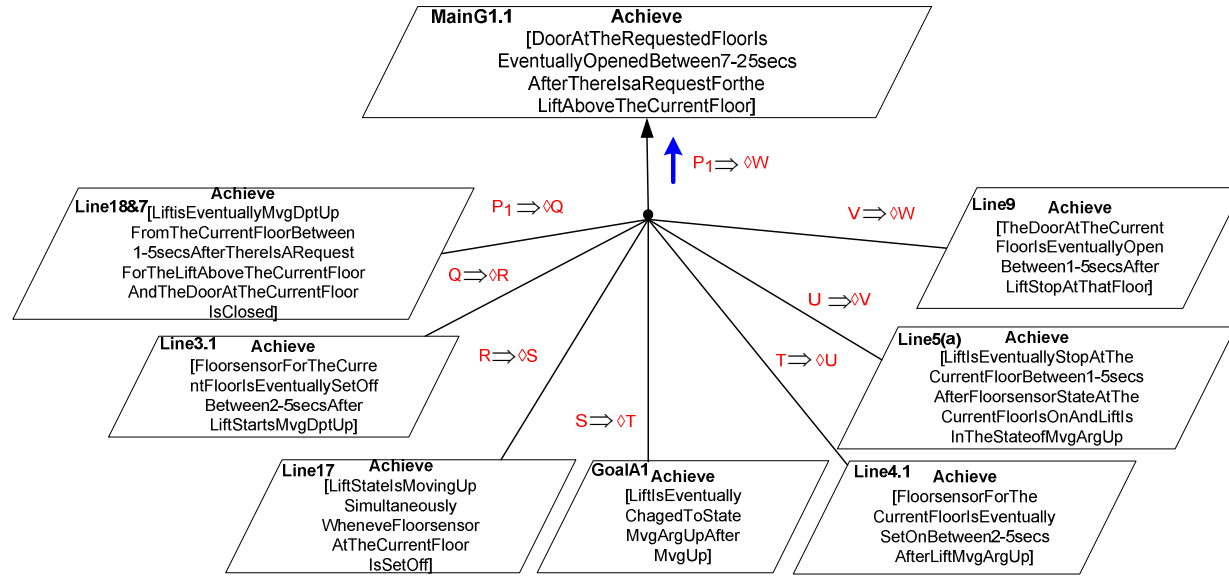 MainG1.1
Achieve
[DoorAtTheRequestedFloorIs
EventuallyOpenedBetween7-25secs
AfterThereIsaRequestForthe
LiftAboveTheCurrentFloor]
P1⇒ ◊W
Line18&7
Achieve
[LiftisEventuallyMvgDptUp
FromTheCurrentFloorBetween
1-5secsAfterThereIsARequest
ForTheLiftAboveTheCurrentFloor
AndTheDoorAtTheCurrentFloor
IsClosed]
P1⇒ ◊Q
Line3.1
Achieve
[FloorsensorForTheCurre
ntFloorIsEventuallySetOff
Between2-5secsAfter
LiftStartsMvgDptUp]
Q⇒ ◊R
Line17
Achieve
[LiftStateIsMovingUp
Simultaneously
WheneveFloorsensor
AtTheCurrentFloor
IsSetOff]
R⇒ ◊S
GoalA1
Achieve
[LiftIsEventually
ChagedToState
MvgArgUpAfter
MvgUp]
S⇒ ◊T
Line4.1
Achieve
[FloorsensorForThe
CurrentFloorIsEventually
SetOnBetween2-5secs
AfterLiftMvgArgUp]
T⇒ ◊U
Line5(a)
Achieve
[LiftIsEventuallyStopAtThe
CurrentFloorBetween1-5secs
AfterFloorsensorStateAtThe
CurrentFloorIsOnAndLiftIs
InTheStateofMvgArgUp]
U⇒ ◊V
Line9
Achieve
[TheDoorAtTheCurrent
FloorIsEventuallyOpen
Between1-5secsAfter
LiftStopAtThatFloor]
V⇒ ◊W